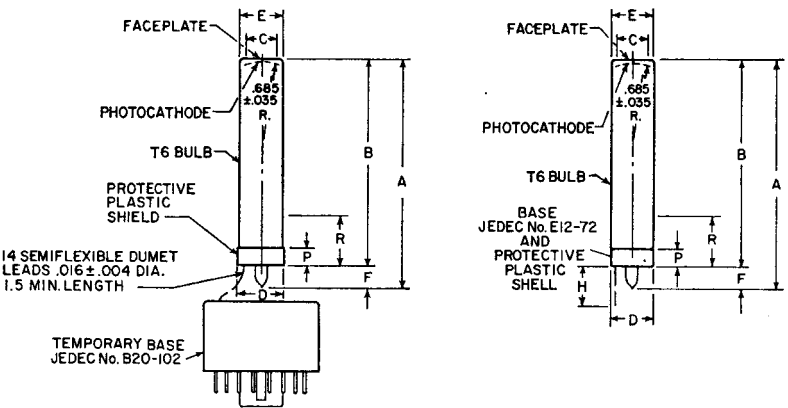 E
FACEPLATE
C
.685
±.035
R.
PHOTOCATHODE
T6 BULB
B
A
PROTECTIVE
PLASTIC
SHIELD
R
P
14 SEMIFLEXIBLE DUMET
LEADS .016±.004 DIA.
1.5 MIN. LENGTH
F
D
TEMPORARY BASE
JEDEC No. B20-102
E
FACEPLATE
C
.685
±.035
R.
PHOTOCATHODE
B
A
T6 BULB
BASE
JEDEC No. E12-72
AND
PROTECTIVE
PLASTIC
SHELL
R
P
H
F
D